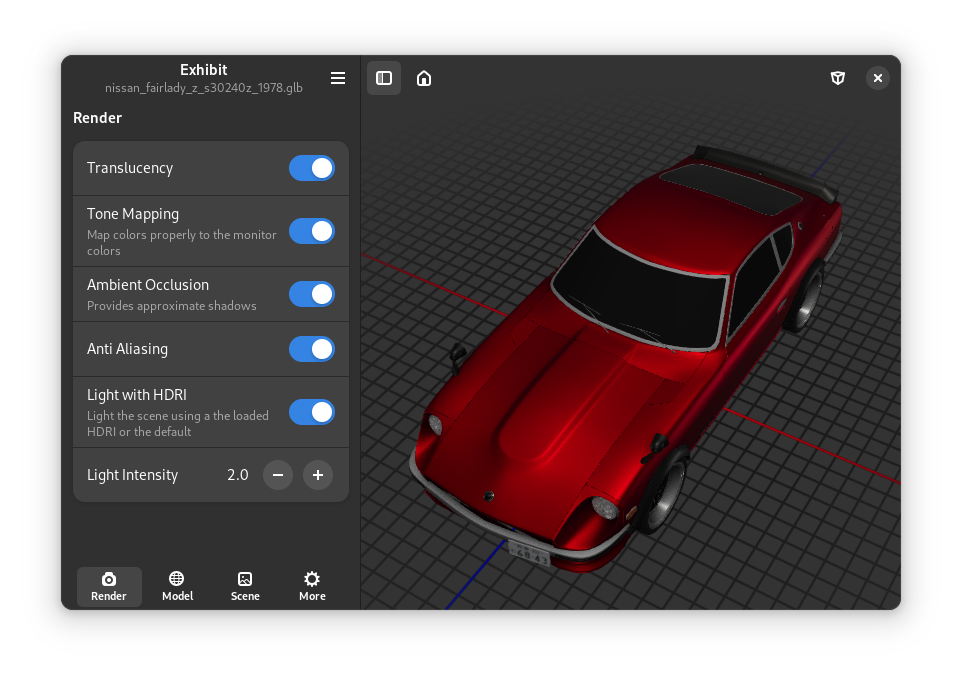 Exhibit
nissan_fairlady_z_s30240z_1978.glb
Render
Translucency
Tone Mapping
Map colors properly to the monitor
colors
Ambient Occlusion
Provides approximate shadows
Anti Aliasing
Light with HDRI
Light the scene using a the loaded
HDRI or the default
Light Intensity 2.0
Render Model Scene More